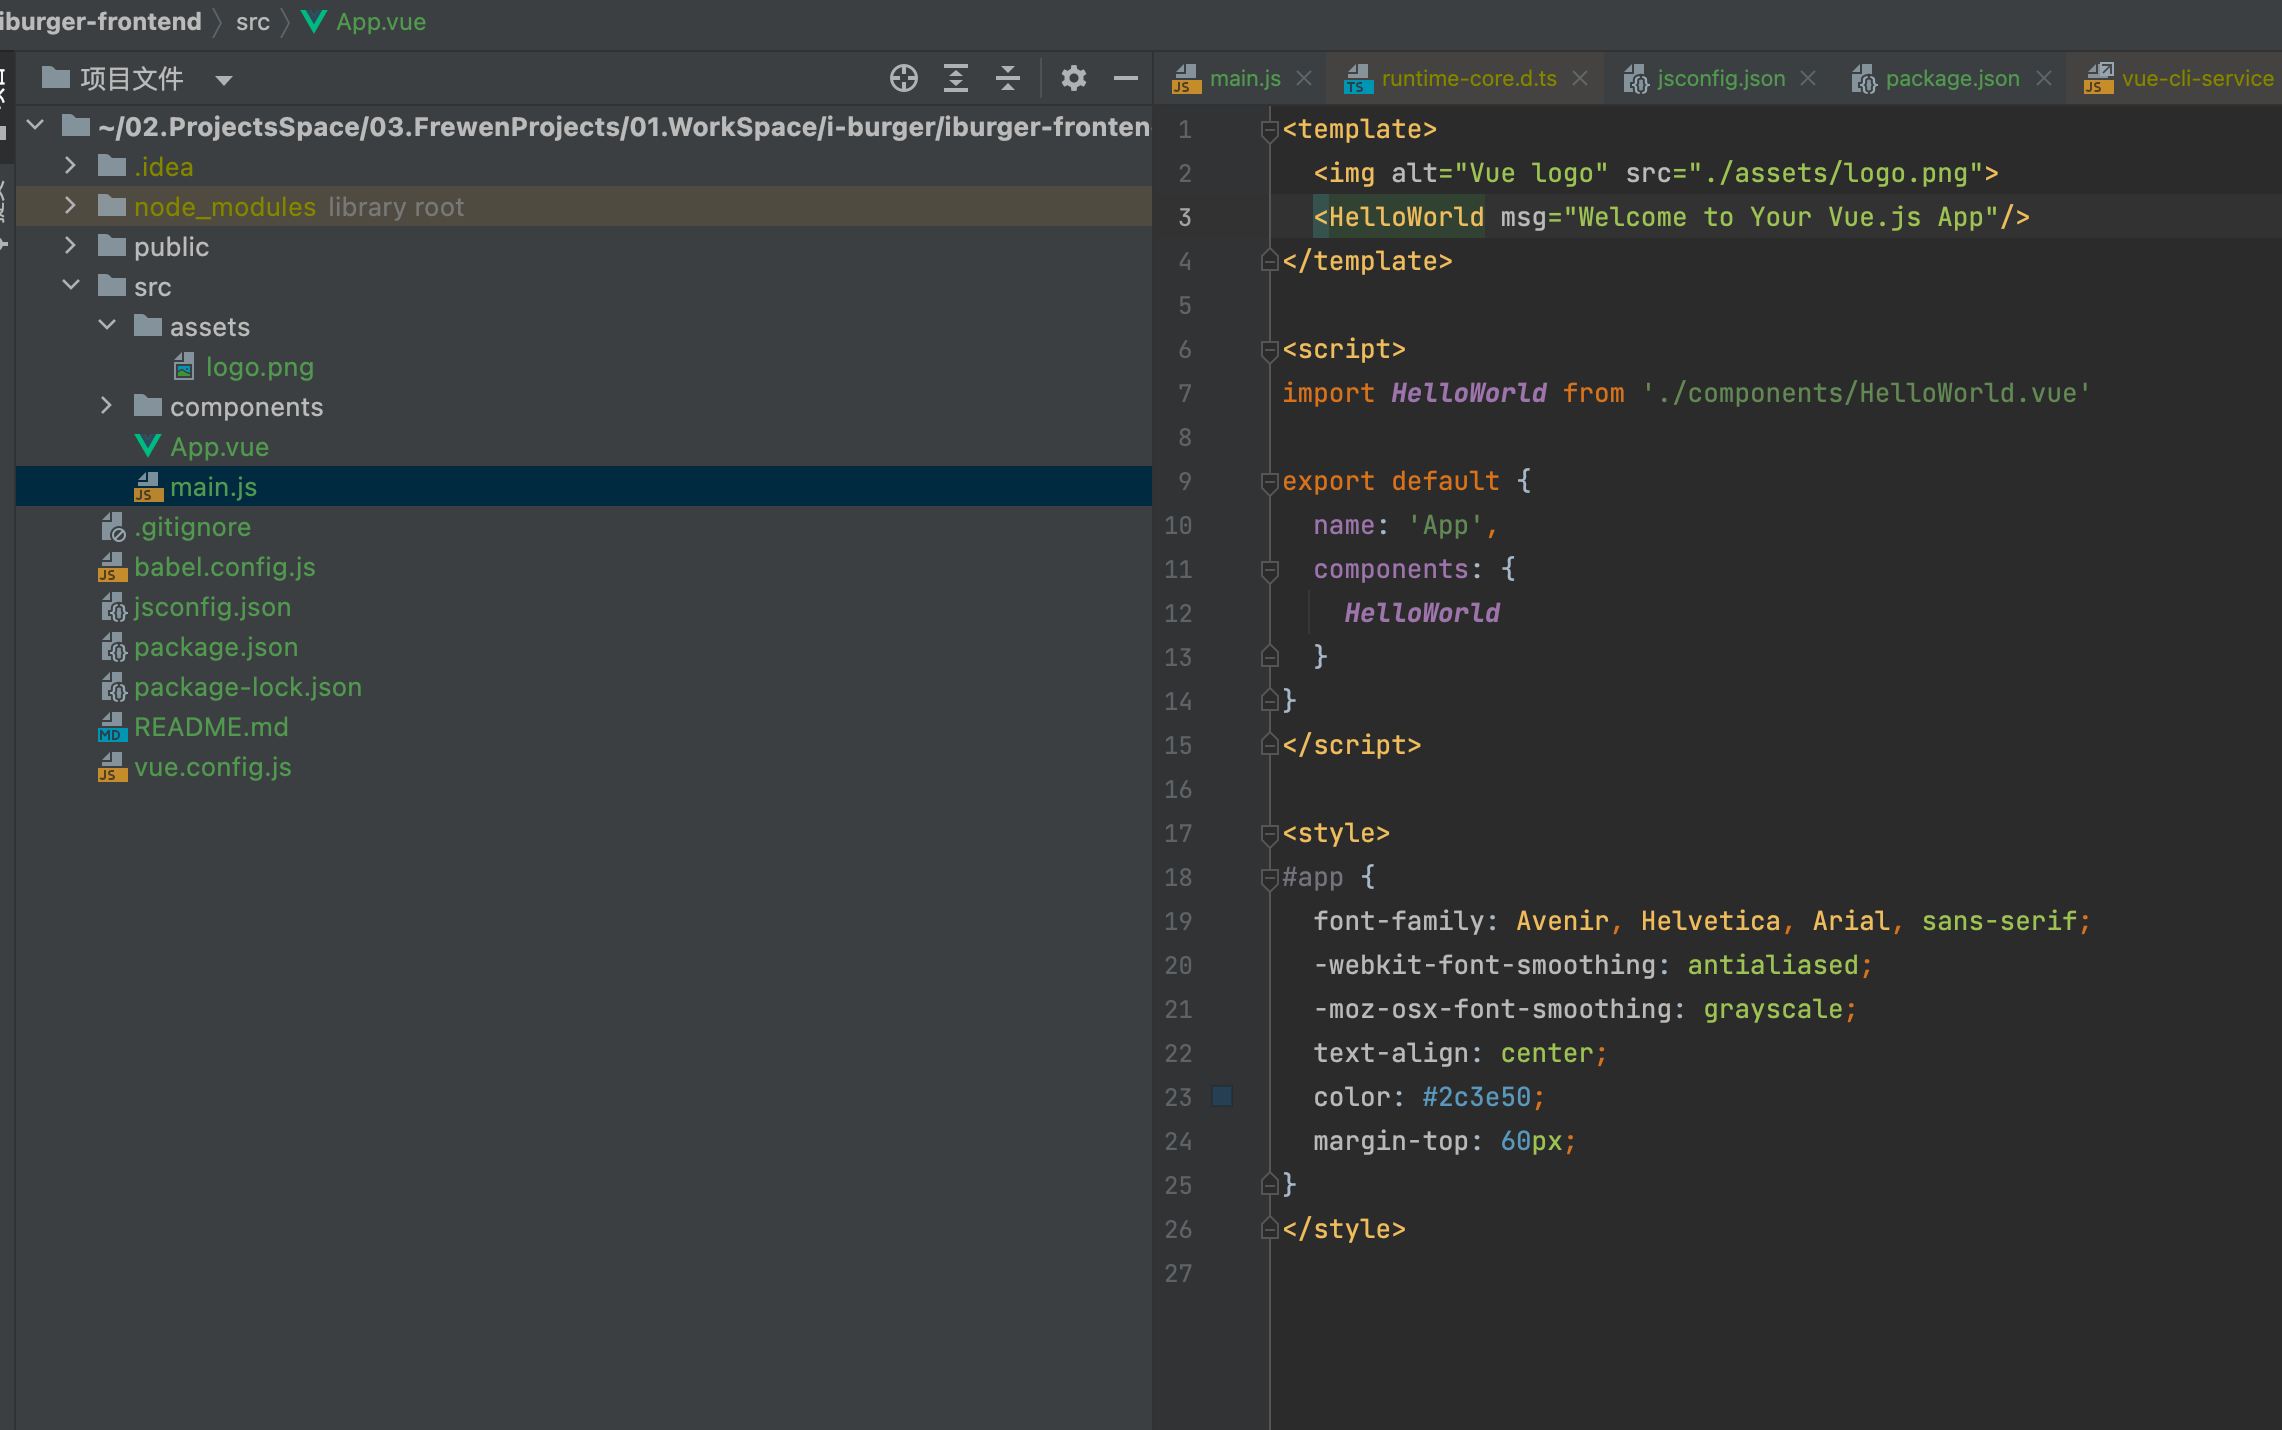 iburger-frontend src App.vue
项目文件
~/02.ProjectsSpace/03.FrewenProjects/01.WorkSpace/i-burger/iburger-fronten
.idea
node_modules library root
public
src
assets
logo.png
components
App.vue
main.js
.gitignore
babel.config.js
jsconfig.json
package.json
package-lock.json
README.md
vue.config.js
main.js runtime-core.d.ts jsconfig.json package.json vue-cli-service
1 <template>
2 <img alt="Vue logo" src="./assets/logo.png">
3 <HelloWorld msg="Welcome to Your Vue.js App"/>
4 </template>
5
6 <script>
7 import HelloWorld from './components/HelloWorld.vue'
8
9 export default {
10 name: 'App',
11 components: {
12 HelloWorld
13 }
14 }
15 </script>
16
17 <style>
18 #app {
19 font-family: Avenir, Helvetica, Arial, sans-serif;
20 -webkit-font-smoothing: antialiased;
21 -moz-osx-font-smoothing: grayscale;
22 text-align: center;
23 color: #2c3e50;
24 margin-top: 60px;
25 }
26 </style>
27